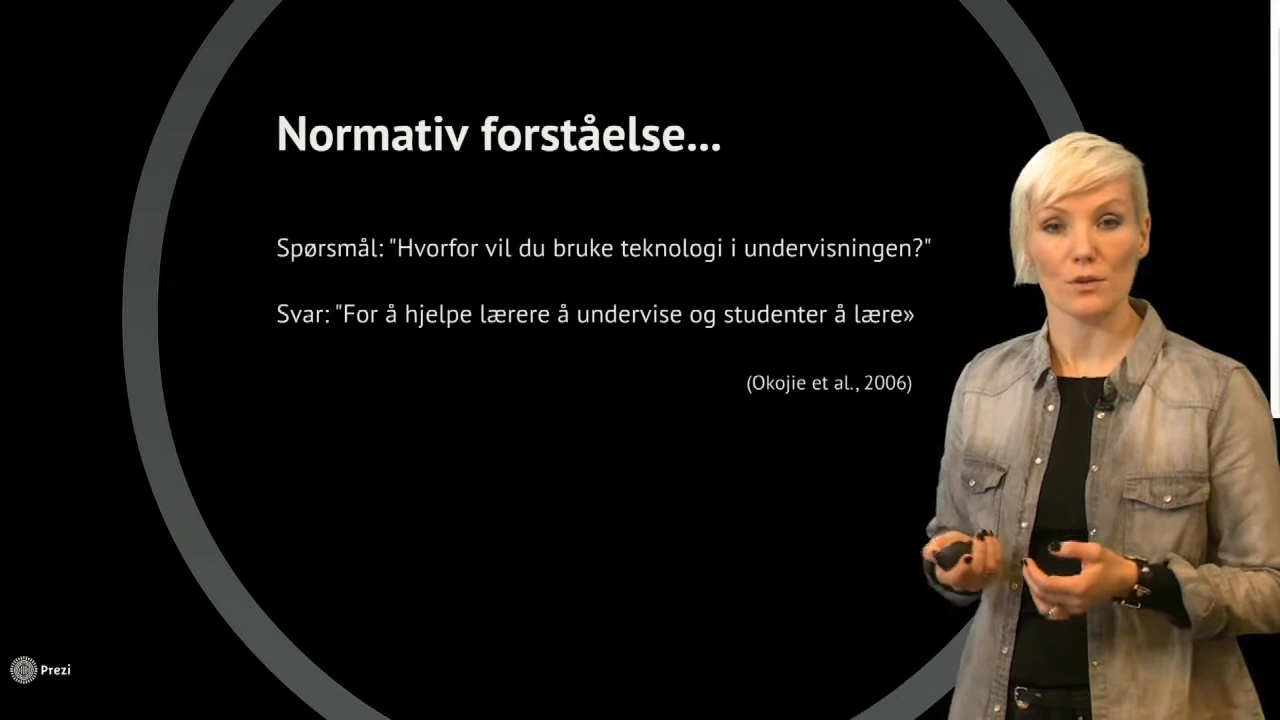 Normativ forståelse...
Spørsmål: "Hvorfor vil du bruke teknologi i undervisningen?"
Svar: "For å hjelpe lærere å undervise og studenter å lære»
(Okojie et al., 2006)
Prezi